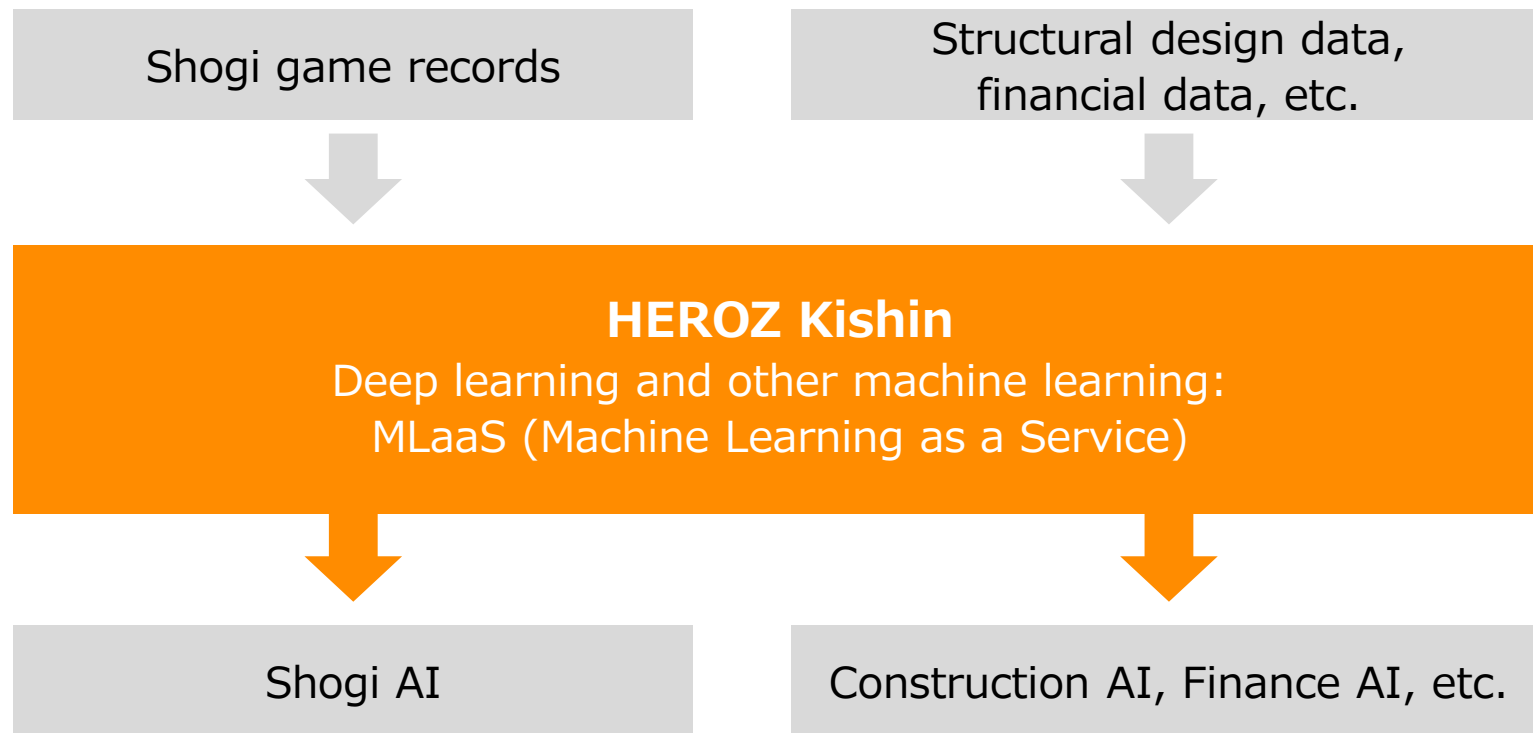 Shogi game records
Structural design data,
financial data, etc.
HEROZ Kishin
Deep learning and other machine learning:
MLaaS (Machine Learning as a Service)
Shogi AI
Construction AI, Finance AI, etc.